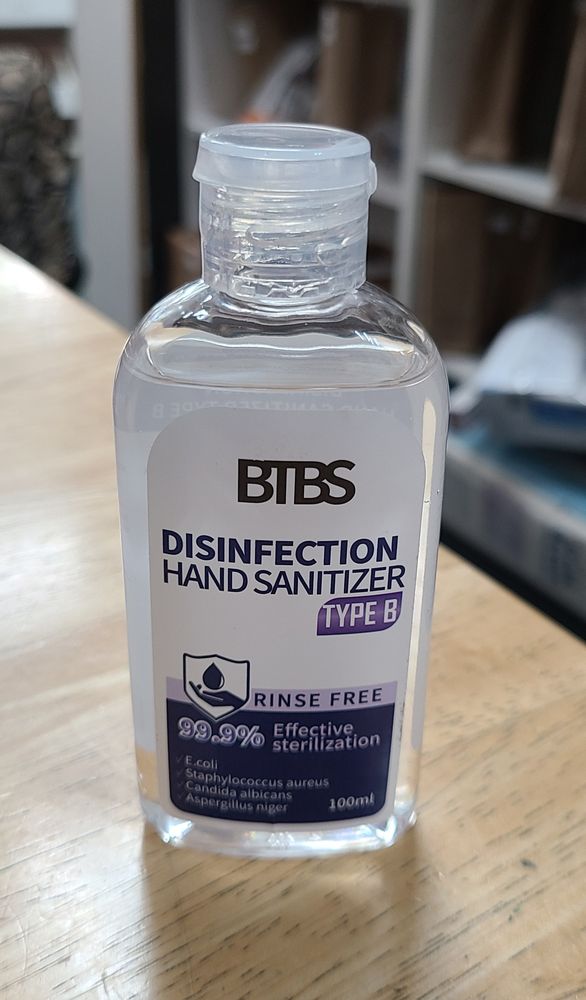 BTBS
DISINFECTION
HAND SANITIZER
TYPE B
RINSE FREE
99.9% Effective
sterilization
E.coli
Staphylococcus aureus
Candida albicans
Aspergillus niger
100ml